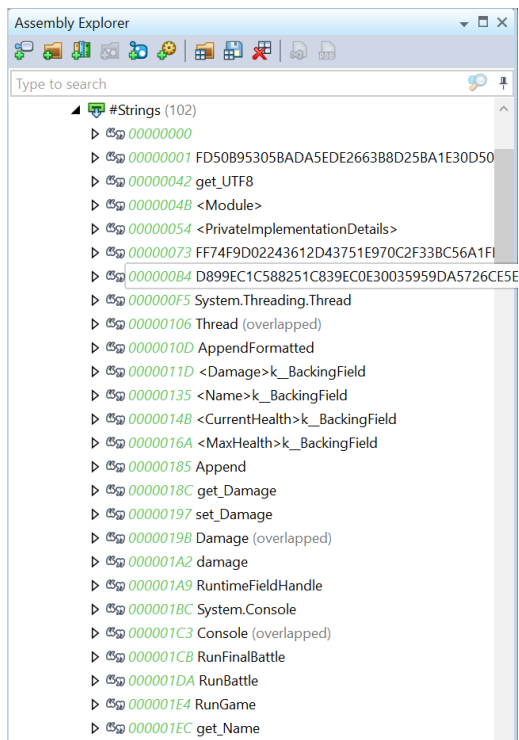 Assembly Explorer
Type to search
#Strings (102)
00000000
00000001 FD50B95305BADA5EDE2663B8D25BA1E30D50
00000042 get_UTF8
0000004B <Module>
00000054 <PrivateImplementationDetails>
00000073 FF74F9D02243612D43751E970C2F33BC56A1F
000000B4 D899EC1C588251C839EC0E30035959DA5726CE5E
000000F5 System.Threading.Thread
00000106 Thread (overlapped)
0000010D AppendFormatted
0000011D <Damage>k__BackingField
00000135 <Name>k__BackingField
0000014B <CurrentHealth>k__BackingField
0000016A <MaxHealth>k__BackingField
00000185 Append
0000018C get_Damage
00000197 set_Damage
0000019B Damage (overlapped)
000001A2 damage
000001A9 RuntimeFieldHandle
000001BC System.Console
000001C3 Console (overlapped)
000001CB RunFinalBattle
000001DA RunBattle
000001E4 RunGame
000001EC get_Name